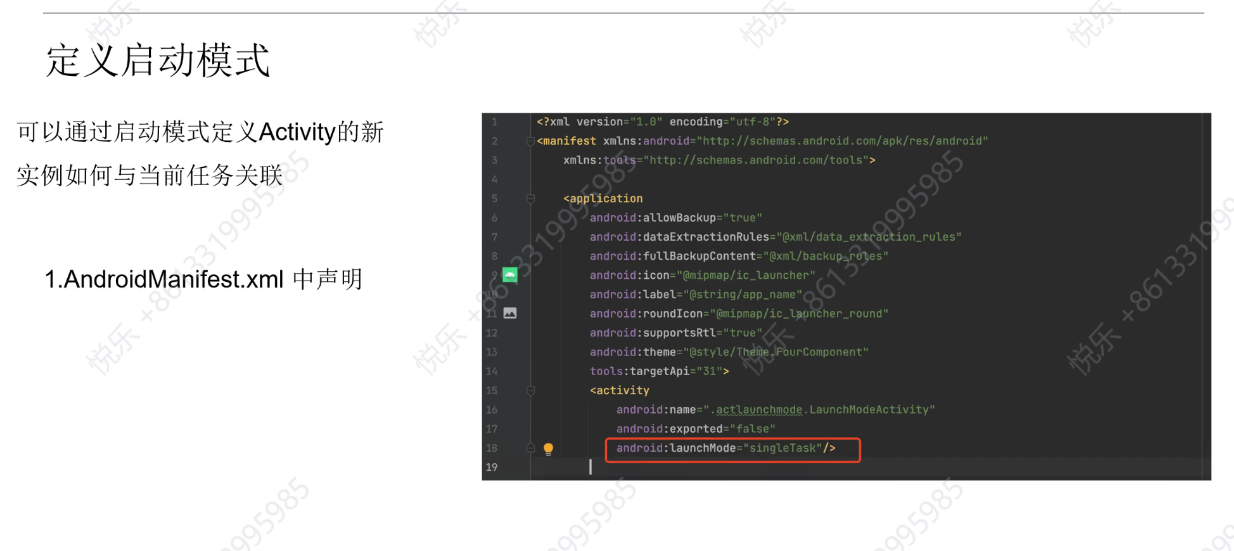 定义启动模式
可以通过启动模式定义Activity的新
实例如何与当前任务关联
1.AndroidManifest.xml 中声明
1 <?xml version="1.0" encoding="utf-8"?>
2 <manifest xmlns:android="http://schemas.android.com/apk/res/android"
3 xmlns:tools="http://schemas.android.com/tools">
4
5 <application
6 android:allowBackup="true"
7 android:dataExtractionRules="@xml/data_extraction_rules"
8 android:fullBackupContent="@xml/backup_rules"
9 android:icon="@mipmap/ic_launcher"
10 android:label="@string/app_name"
11 android:roundIcon="@mipmap/ic_launcher_round"
12 android:supportsRtl="true"
13 android:theme="@style/Theme.FourComponent"
14 tools:targetApi="31">
15 <activity
16 android:name=".actlaunchmode.LaunchModeActivity"
17 android:exported="false"
18 android:launchMode="singleTask"/>
19
悦乐 +8613319995985